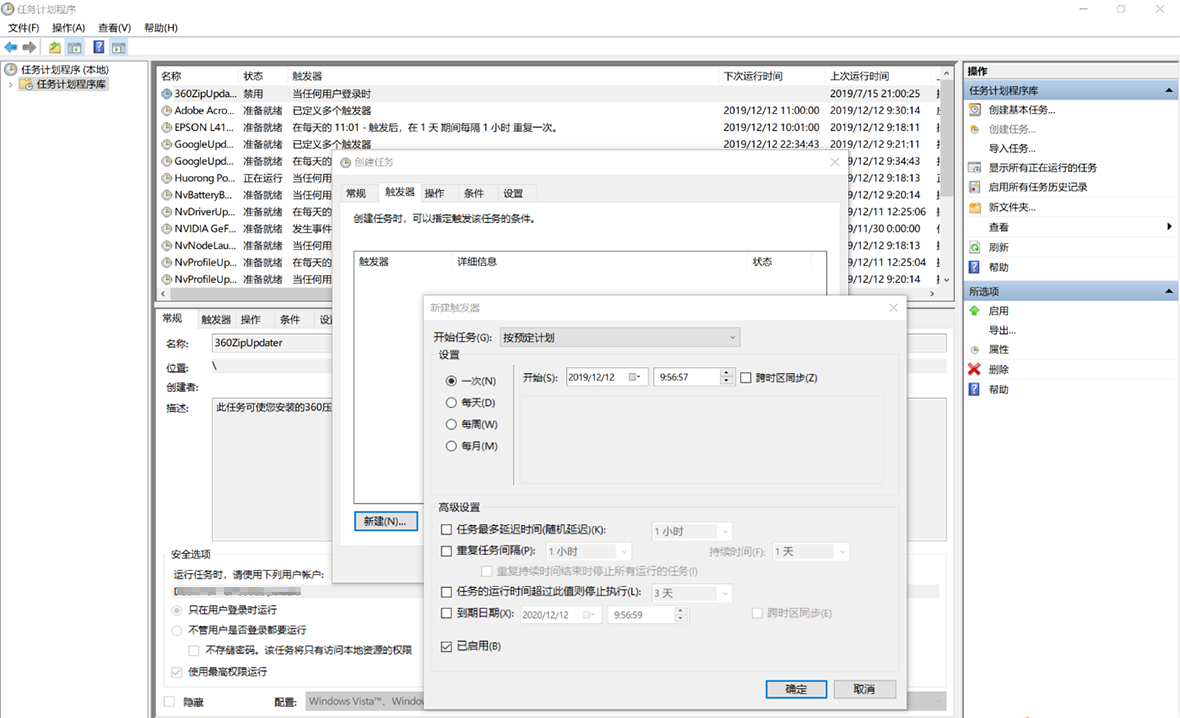 任务计划程序
文件(F) 操作(A) 查看(V) 帮助(H)
任务计划程序 (本地)
任务计划程序库
名称 状态 触发器 下次运行时间 上次运行时间
360ZipUpda... 禁用 当任何用户登录时 2019/7/15 21:00:25
Adobe Acro... 准备就绪 已定义多个触发器 2019/12/12 11:00:00 2019/12/12 9:30:14
EPSON L41... 准备就绪 在每天的 11:01 - 触发后，在 1 天 期间每隔 1 小时 重复一次。 2019/12/12 10:01:00 2019/12/12 9:18:11
GoogleUpd... 准备就绪 已定义多个触发器 2019/12/12 22:34:43 2019/12/12 9:21:11
GoogleUpd... 准备就绪 在每天的 9/12/12 9:34:43
Huorong Po... 正在运行 当任何用 9/12/12 9:18:13
NvBatteryB... 准备就绪 当任何用 9/12/12 9:20:14
NvDriverUp... 准备就绪 在每天的 9/12/11 12:25:06
NVIDIA GeF... 准备就绪 发生事件 9/11/30 0:00:00
NvNodeLau... 准备就绪 当任何用 9/12/12 9:18:13
NvProfileUp... 准备就绪 在每天的 9/12/11 12:25:04
NvProfileUp... 准备就绪 当任何用 9/12/12 9:20:14
常规 触发器 操作 条件
名称: 360ZipUpdater
位置: \
创建者:
描述: 此任务可使您安装的360压
安全选项
运行任务时，请使用下列用户帐户:
只在用户登录时运行
不管用户是否登录都要运行
不存储密码。该任务将只有访问本地资源的权限
使用最高权限运行
隐藏 配置: Windows Vista™、Windov
创建任务
常规 触发器 操作 条件 设置
创建任务时，可以指定触发该任务的条件。
触发器 详细信息 状态
新建(N)...
新建触发器
开始任务(G): 按预定计划
设置
一次(N)
每天(D)
每周(W)
每月(M)
开始(S): 2019/12/12 9:56:57 跨时区同步(Z)
高级设置
任务最多延迟时间(随机延迟)(K): 1 小时
重复任务间隔(P): 1 小时 持续时间(F): 1 天
重复持续时间结束时停止所有运行的任务(I)
任务的运行时间超过此值则停止执行(L): 3 天
到期日期(X): 2020/12/12 9:56:59 跨时区同步(E)
已启用(B)
确定 取消
操作
任务计划程序库
创建基本任务...
创建任务...
导入任务...
显示所有正在运行的任务
启用所有任务历史记录
新文件夹...
查看
刷新
帮助
所选项
启用
导出...
属性
删除
帮助